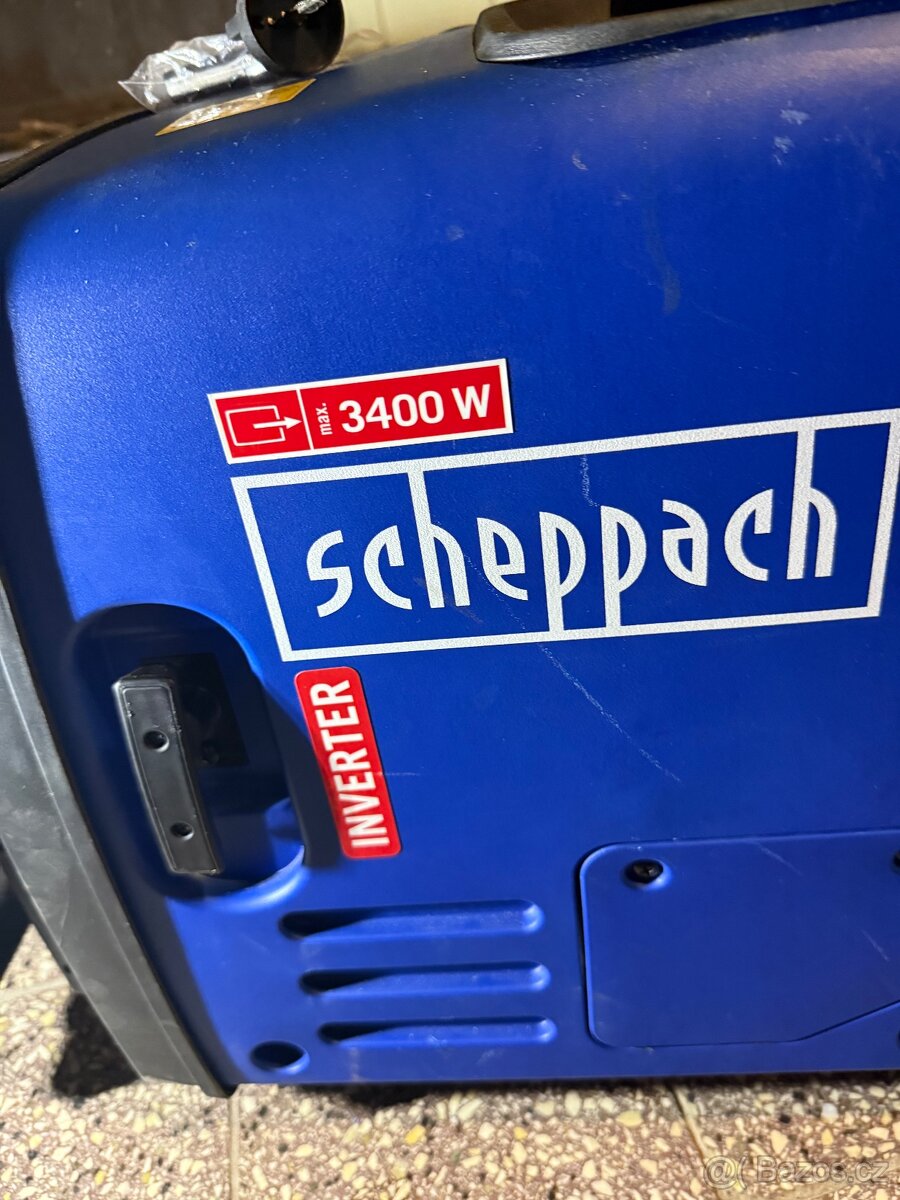 max. 3400 W
scheppach
INVERTER
@( Bazos.cz